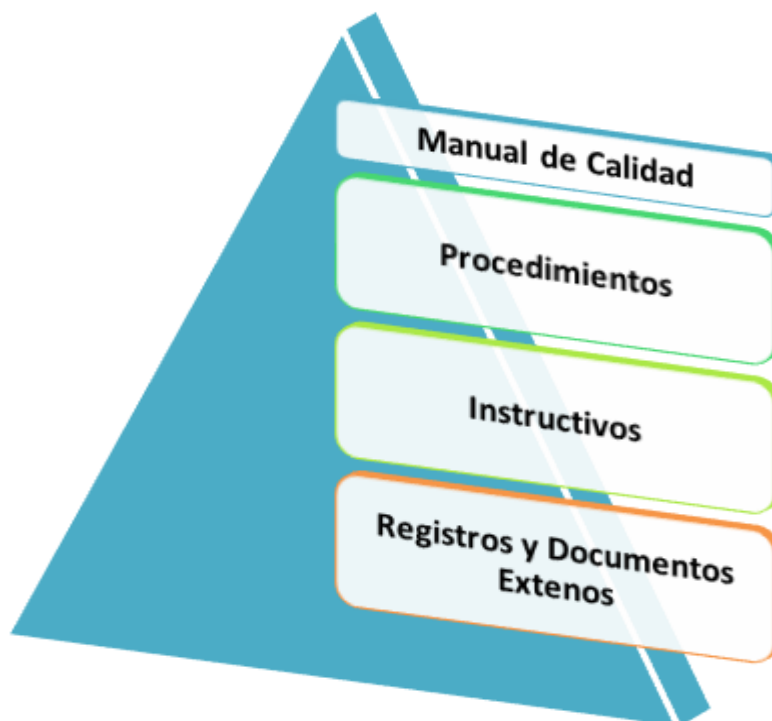 Manual de Calidad
Procedimientos
Instructivos
Registros y Documentos
Extenos